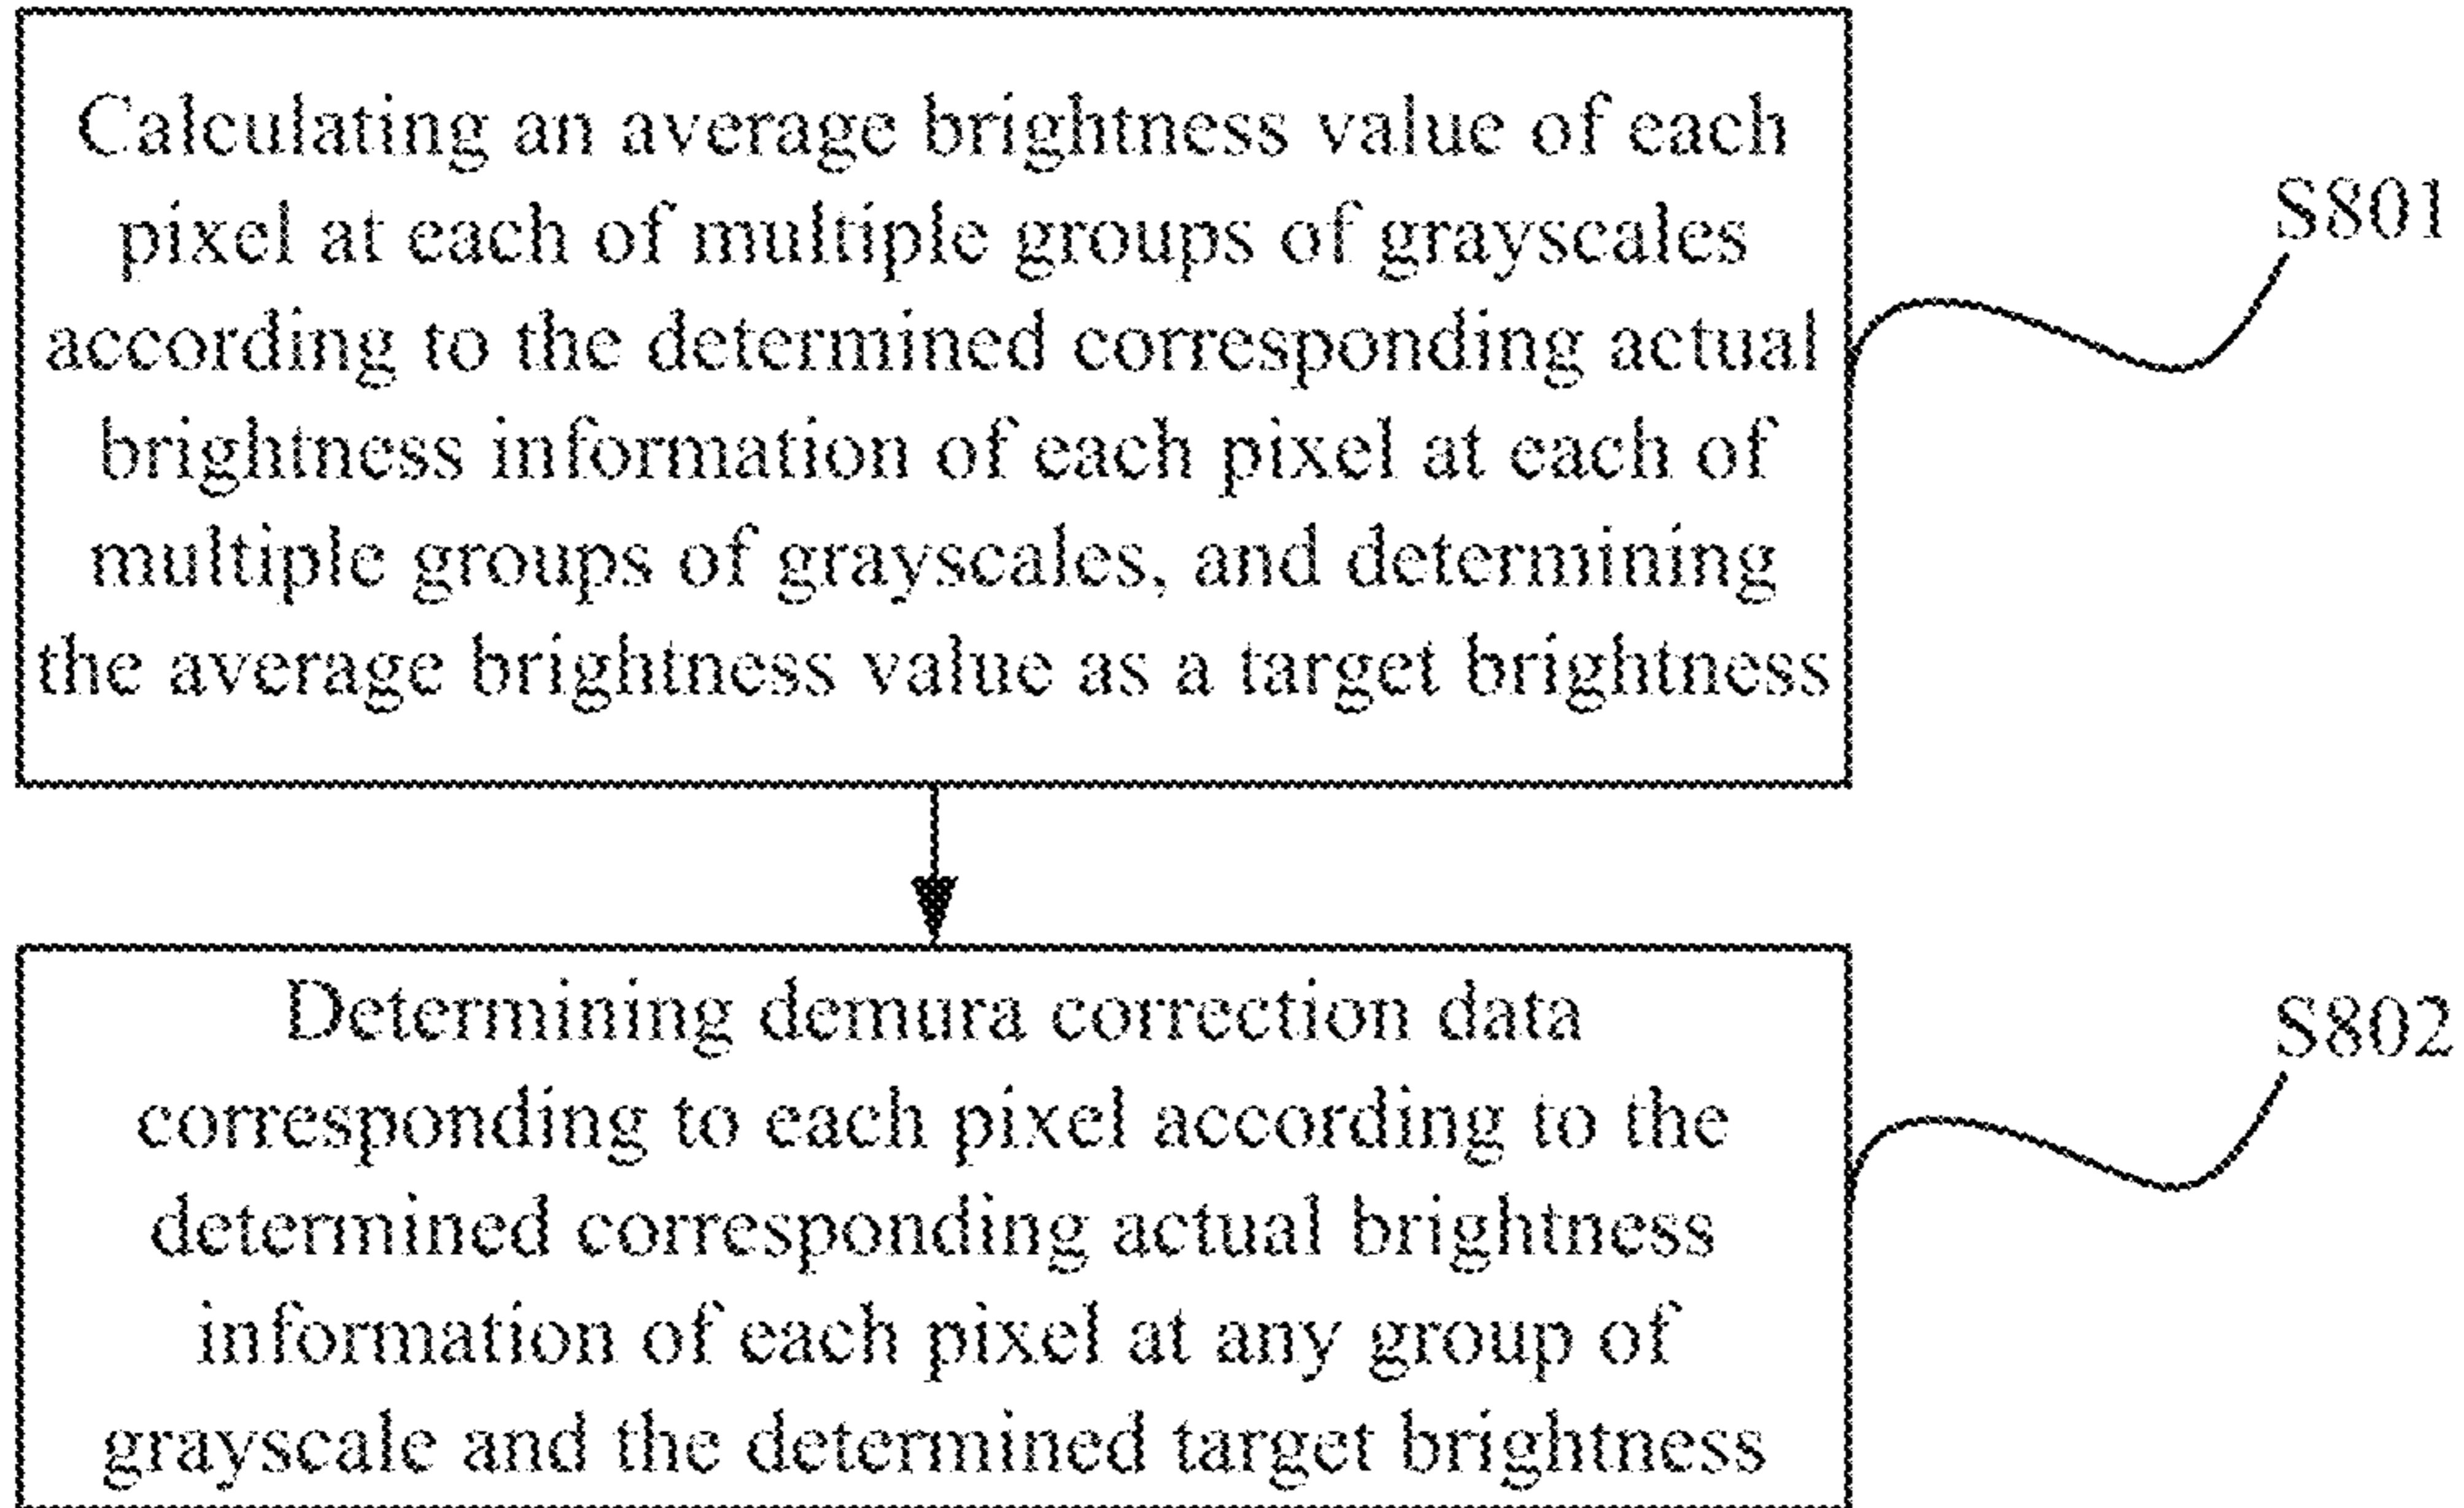 Calculating an average brightness value of each
pixel at each of multiple groups of grayscales
according to the determined corresponding actual
brightness information of each pixel at each of
multiple groups of grayscales, and determining
the average brightness value as a target brightness
S801
Determining demura correction data
corresponding to each pixel according to the
determined corresponding actual brightness
information of each pixel at any group of
grayscale and the determined target brightness
S802